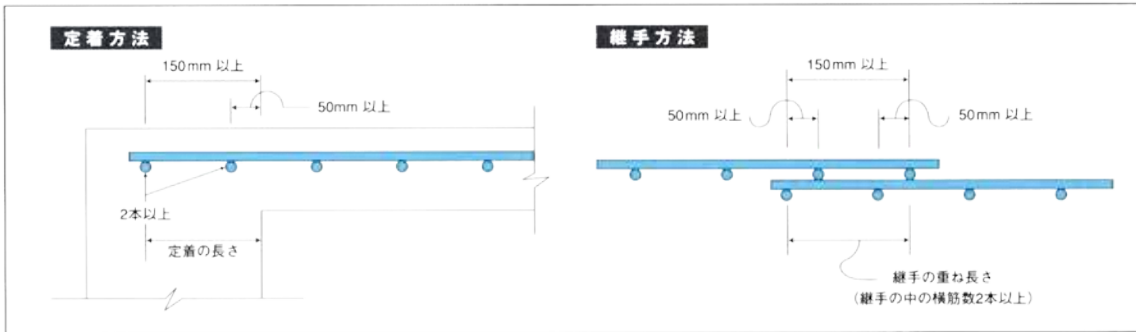 定着方法
150mm 以上
50mm 以上
2本以上
定着の長さ
継手方法
150mm 以上
50mm 以上
50mm 以上
継手の重ね長さ
（継手の中の横筋数2本以上）